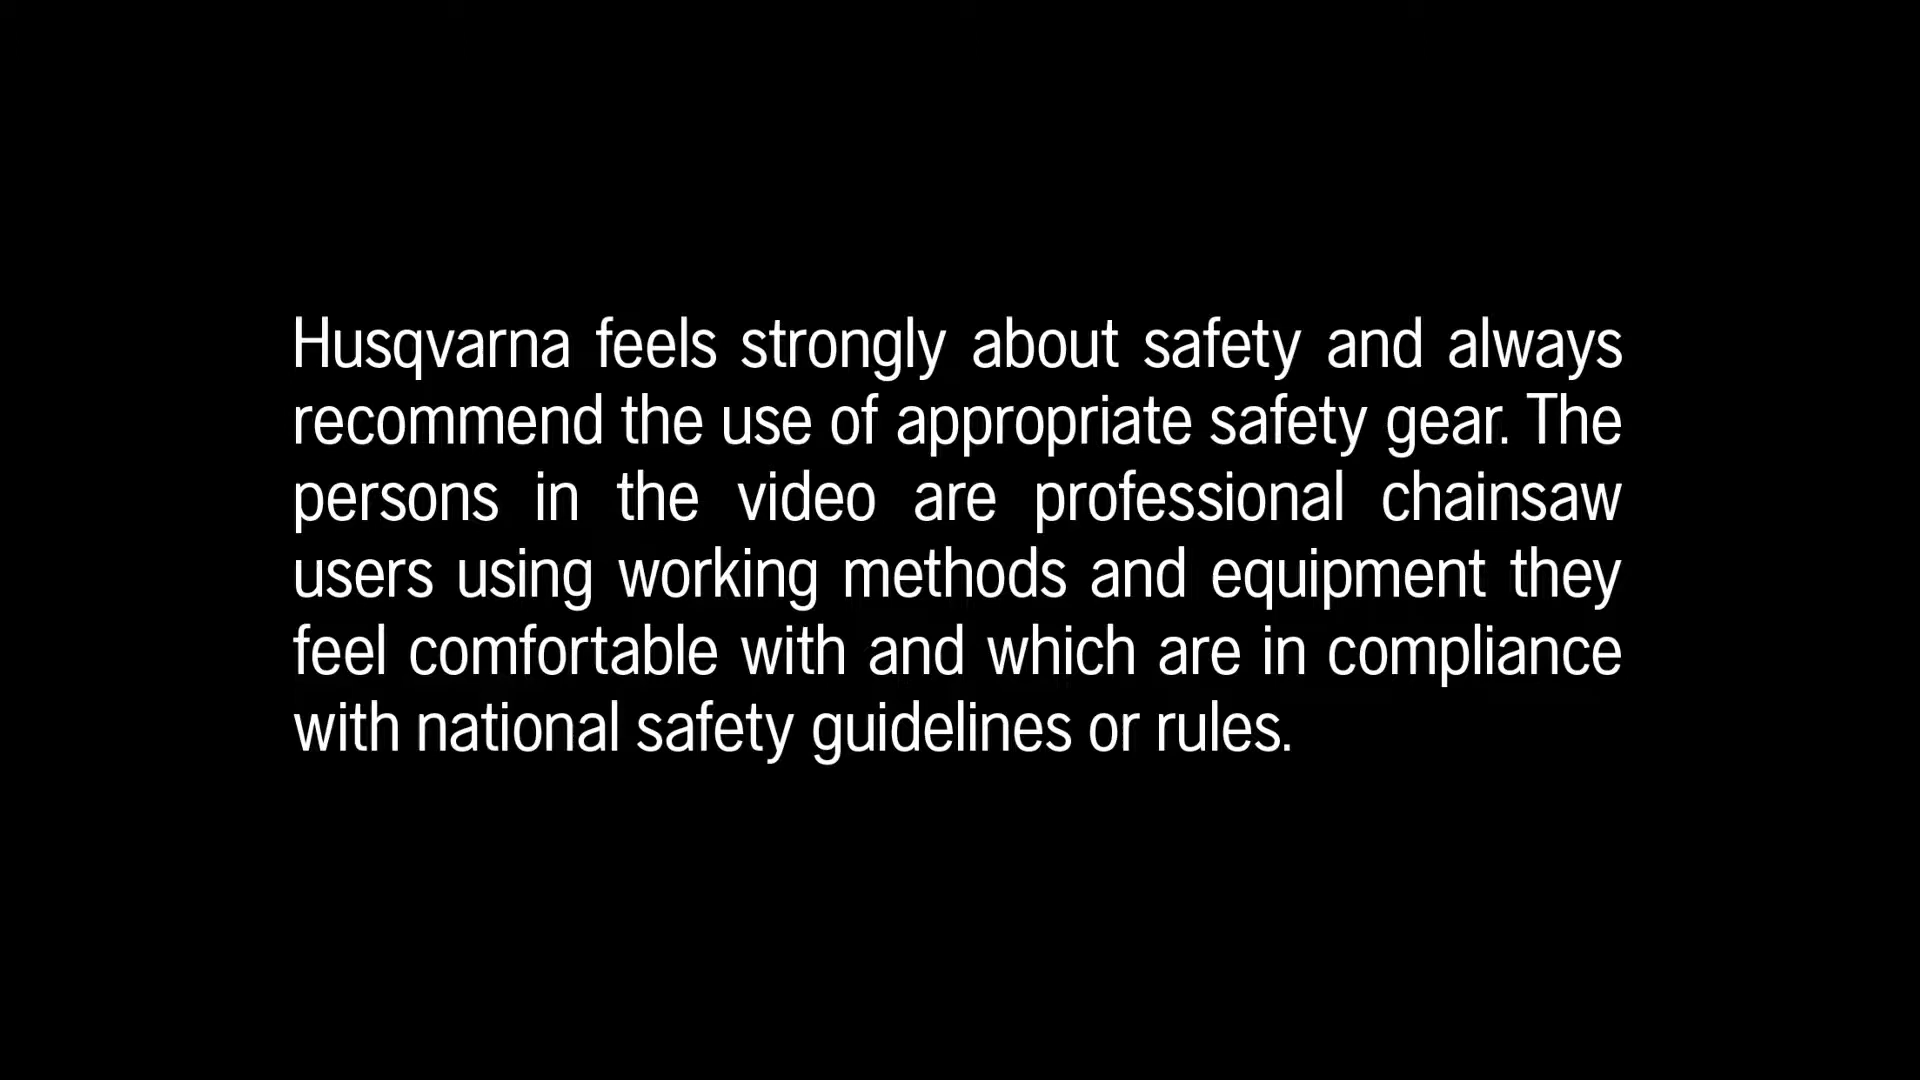 Husqvarna feels strongly about safety and always
recommend the use of appropriate safety gear. The
persons in the video are professional chainsaw
users using working methods and equipment they
feel comfortable with and which are in compliance
with national safety guidelines or rules.